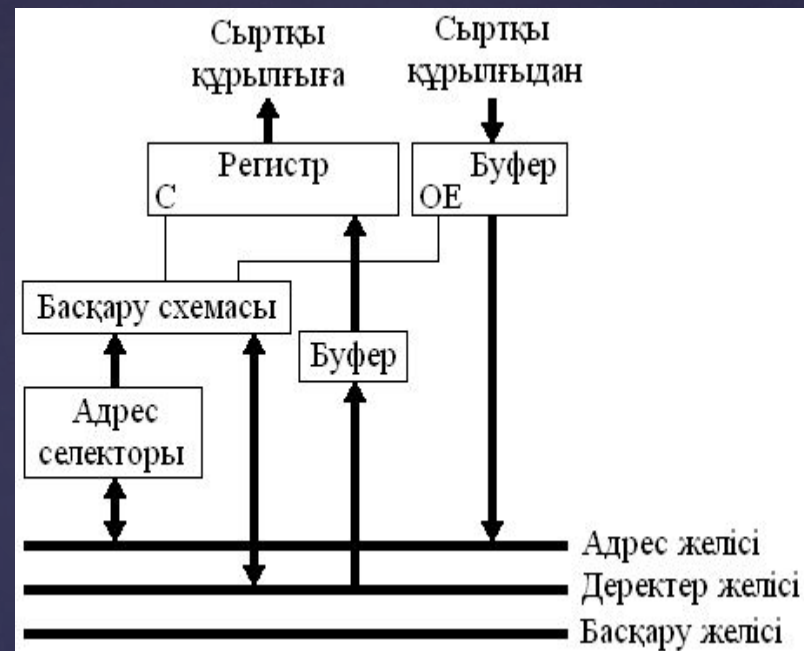 Сыртқы
құрылғыға
Сыртқы
құрылғыдан
Регистр
C
Буфер
OE
Басқару схемасы
Буфер
Адрес
селекторы
Адрес желісі
Деректер желісі
Басқару желісі